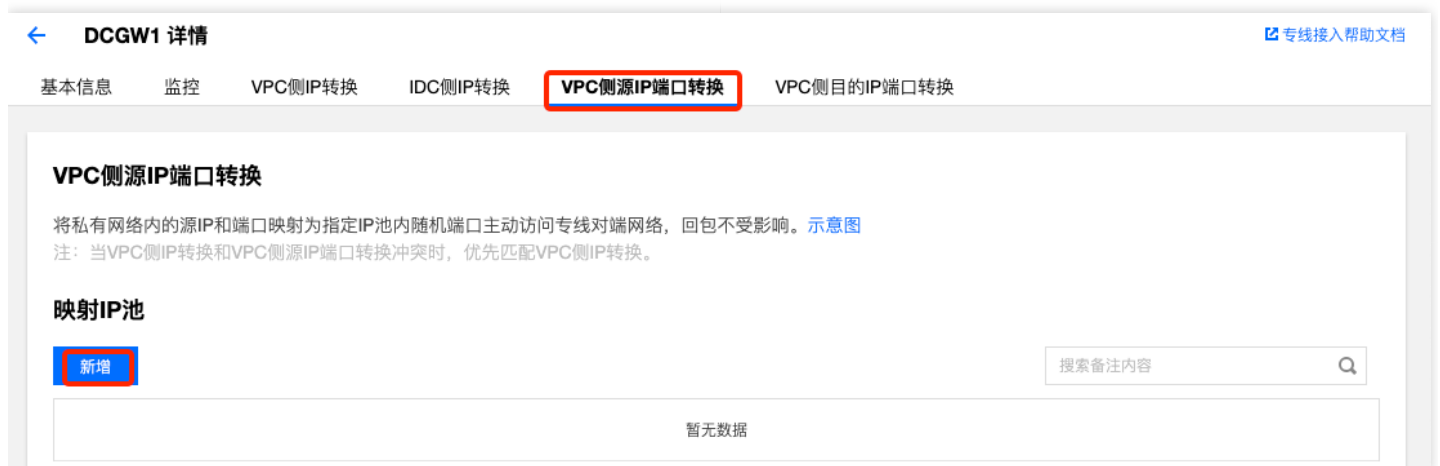 DCGW1 详情
专线接入帮助文档
基本信息 监控 VPC侧IP转换 IDC侧IP转换 VPC侧源IP端口转换 VPC侧目的IP端口转换
VPC侧源IP端口转换
将私有网络内的源IP和端口映射为指定IP池内随机端口主动访问专线对端网络，回包不受影响。示意图
注：当VPC侧IP转换和VPC侧源IP端口转换冲突时，优先匹配VPC侧IP转换。
映射IP池
新增
搜索备注内容
暂无数据